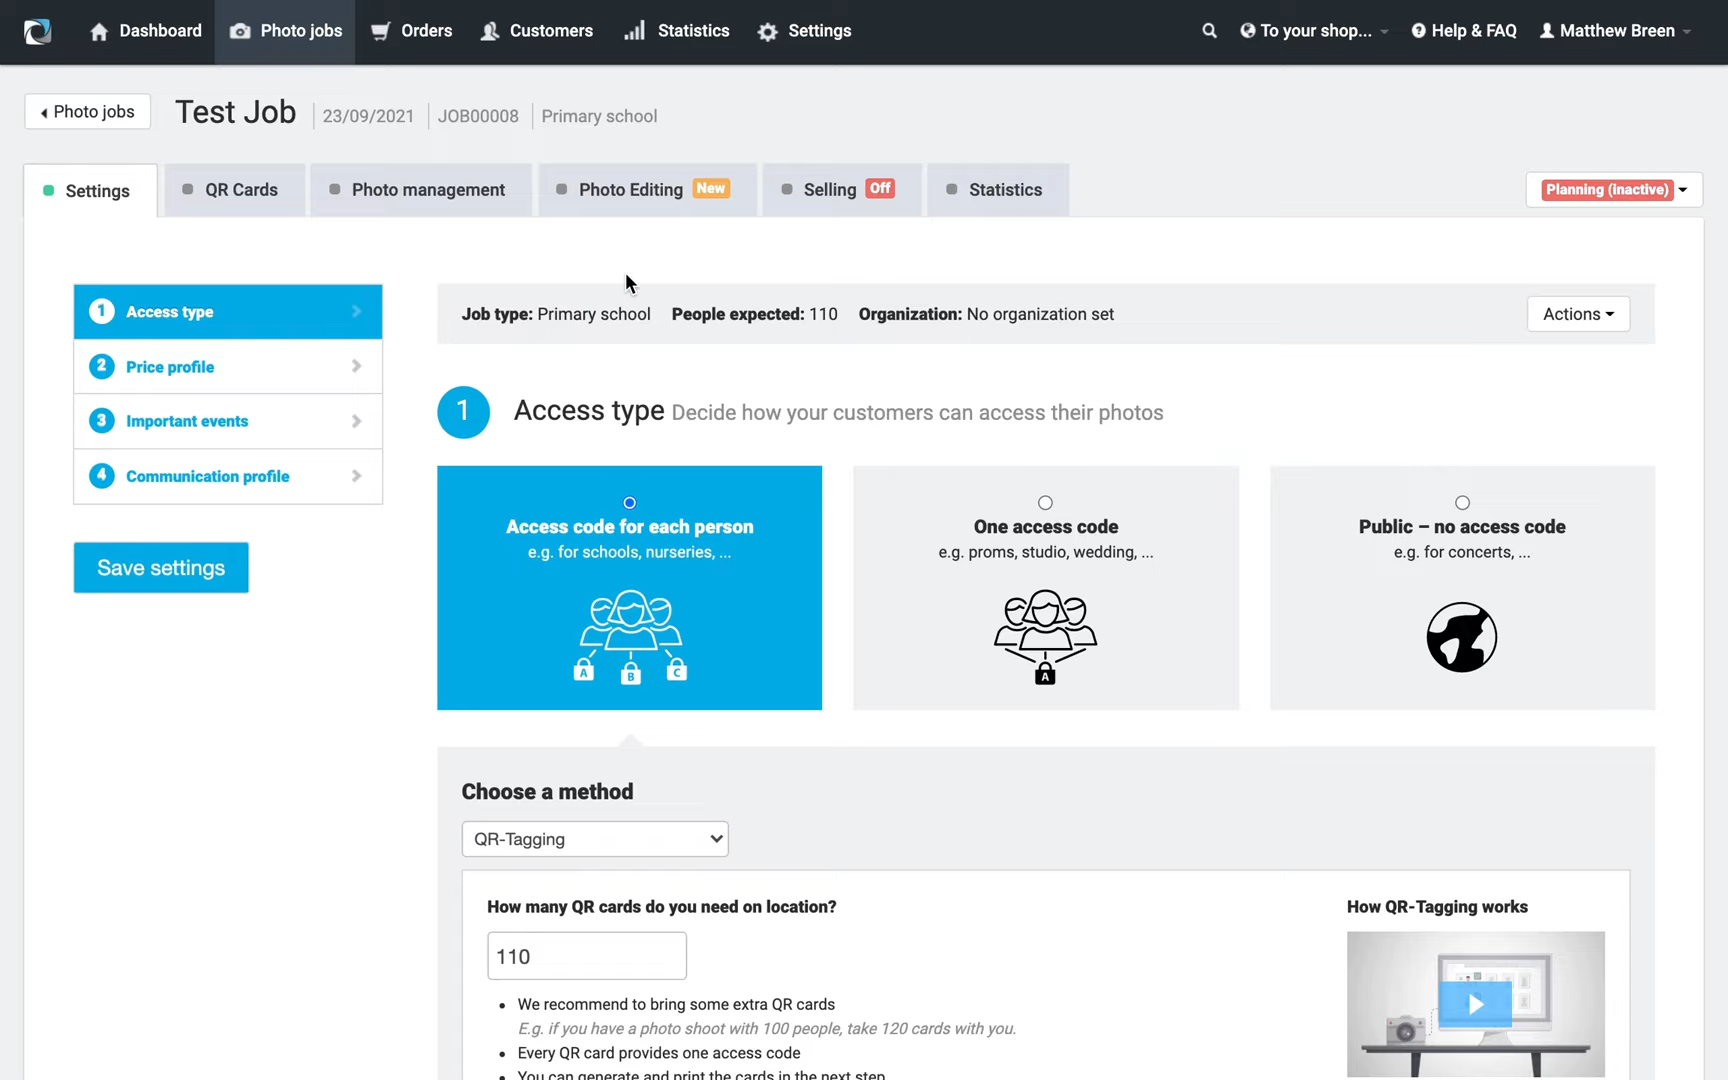 Dashboard Photo jobs Orders Customers Statistics Settings To your shop... Help & FAQ Matthew Breen
Photo jobs Test Job 23/09/2021 JOB00008 Primary school
Settings QR Cards Photo management Photo Editing New Selling Off Statistics Planning (inactive)
1 Access type
2 Price profile
3 Important events
4 Communication profile
Save settings
Job type: Primary school People expected: 110 Organization: No organization set Actions
1 Access type Decide how your customers can access their photos
Access code for each person
e.g. for schools, nurseries, ...
A B C
One access code
e.g. proms, studio, wedding, ...
A
Public – no access code
e.g. for concerts, ...
Choose a method
QR-Tagging
How many QR cards do you need on location?
110
We recommend to bring some extra QR cards
E.g. if you have a photo shoot with 100 people, take 120 cards with you.
Every QR card provides one access code
You can generate and print the cards in the next step
How QR-Tagging works